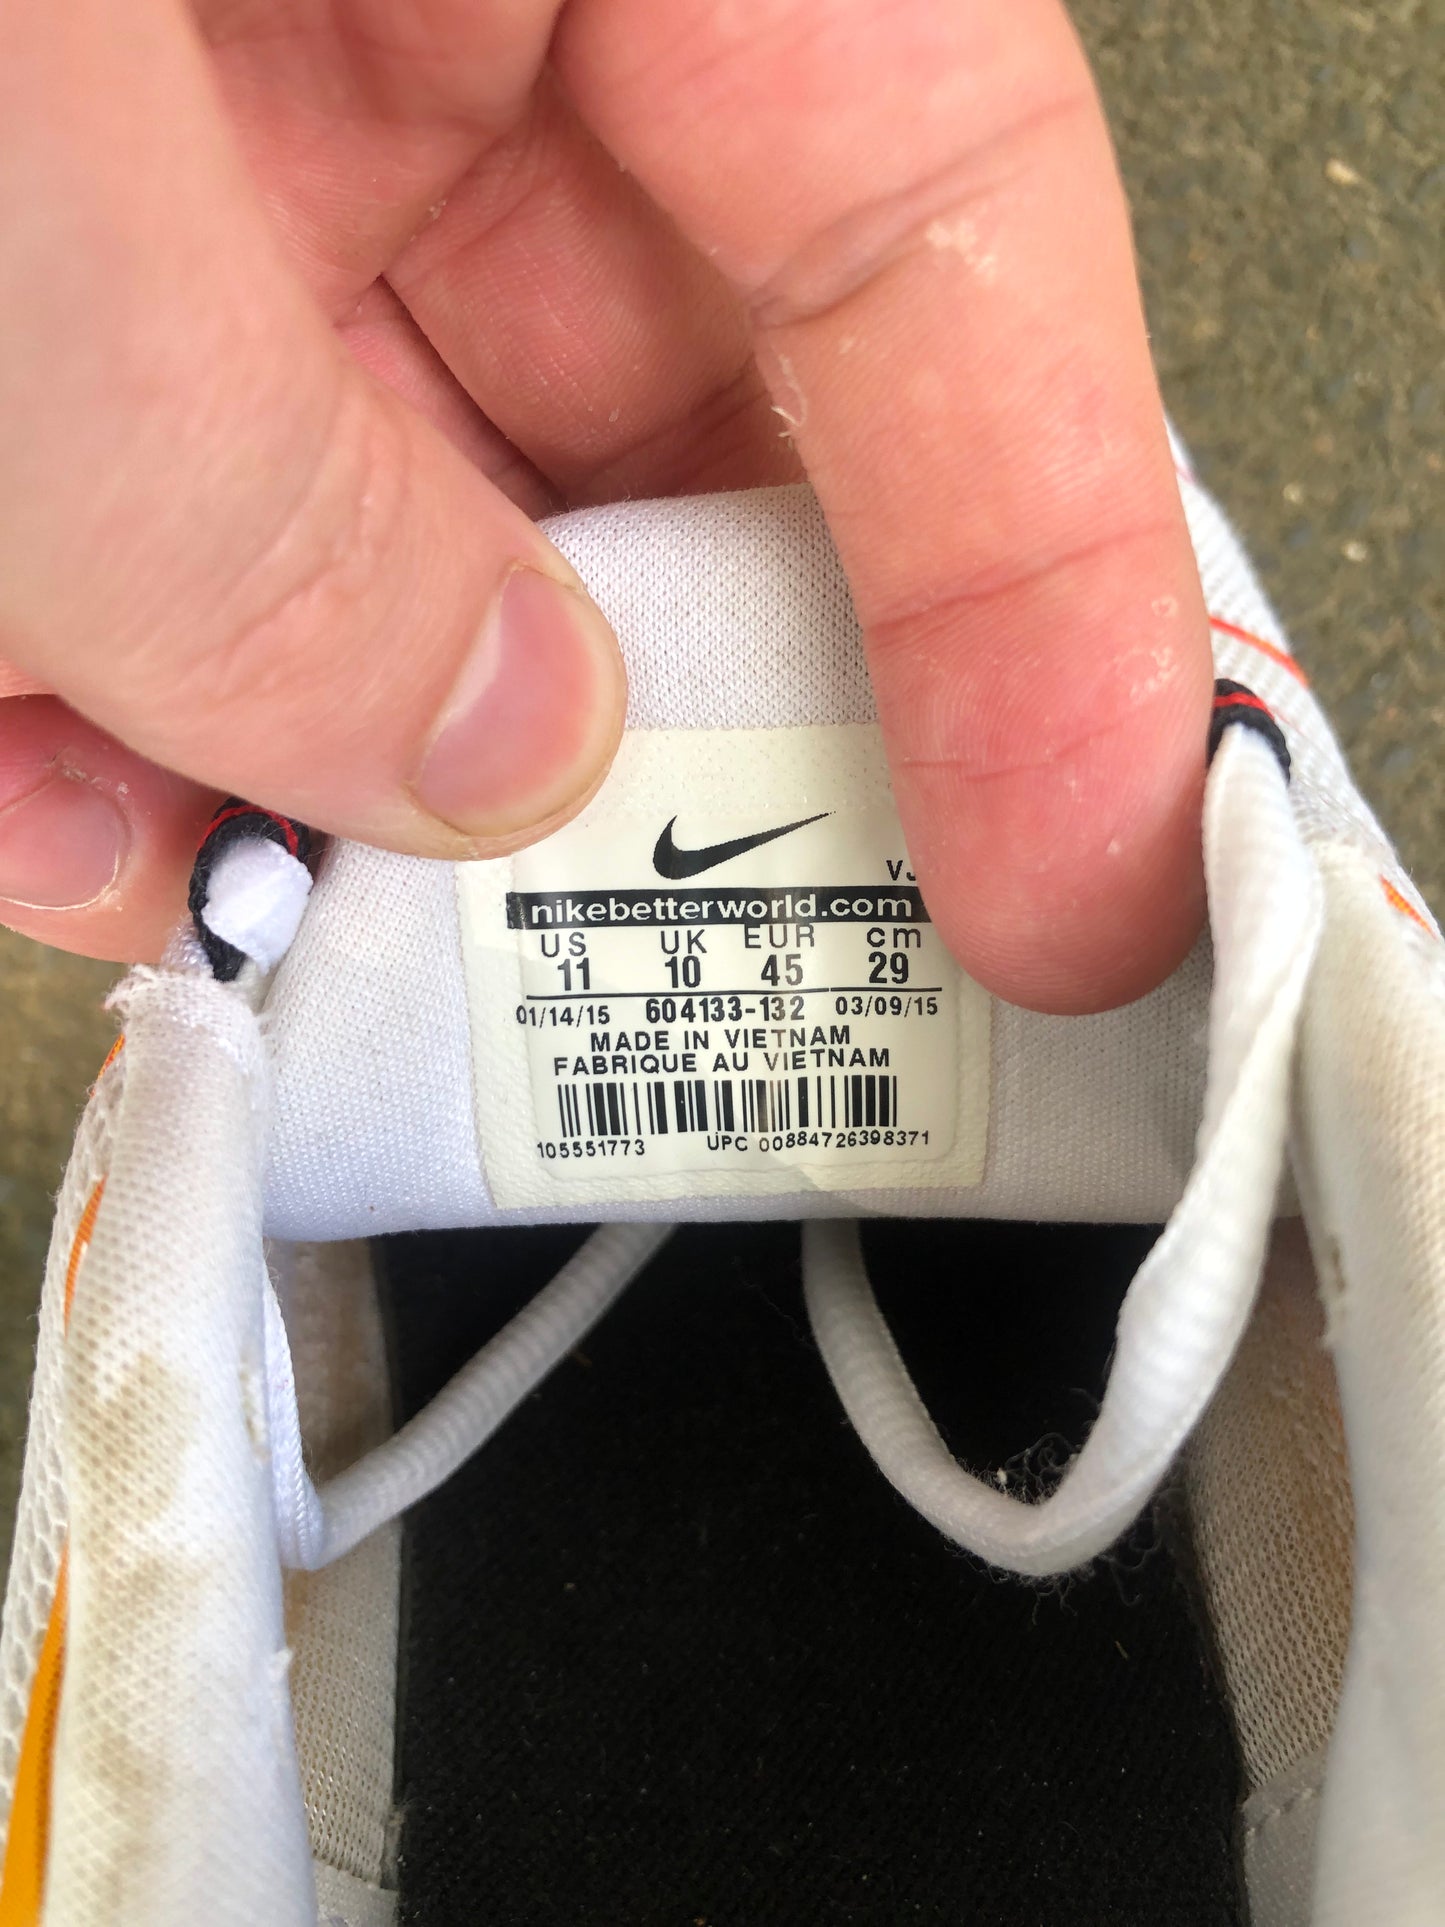 nikebetterworld.com
US UK EUR cm
11 10 45 29
01/14/15 604133-132 03/09/15
MADE IN VIETNAM
FABRIQUE AU VIETNAM
105551773 UPC 00884726398371